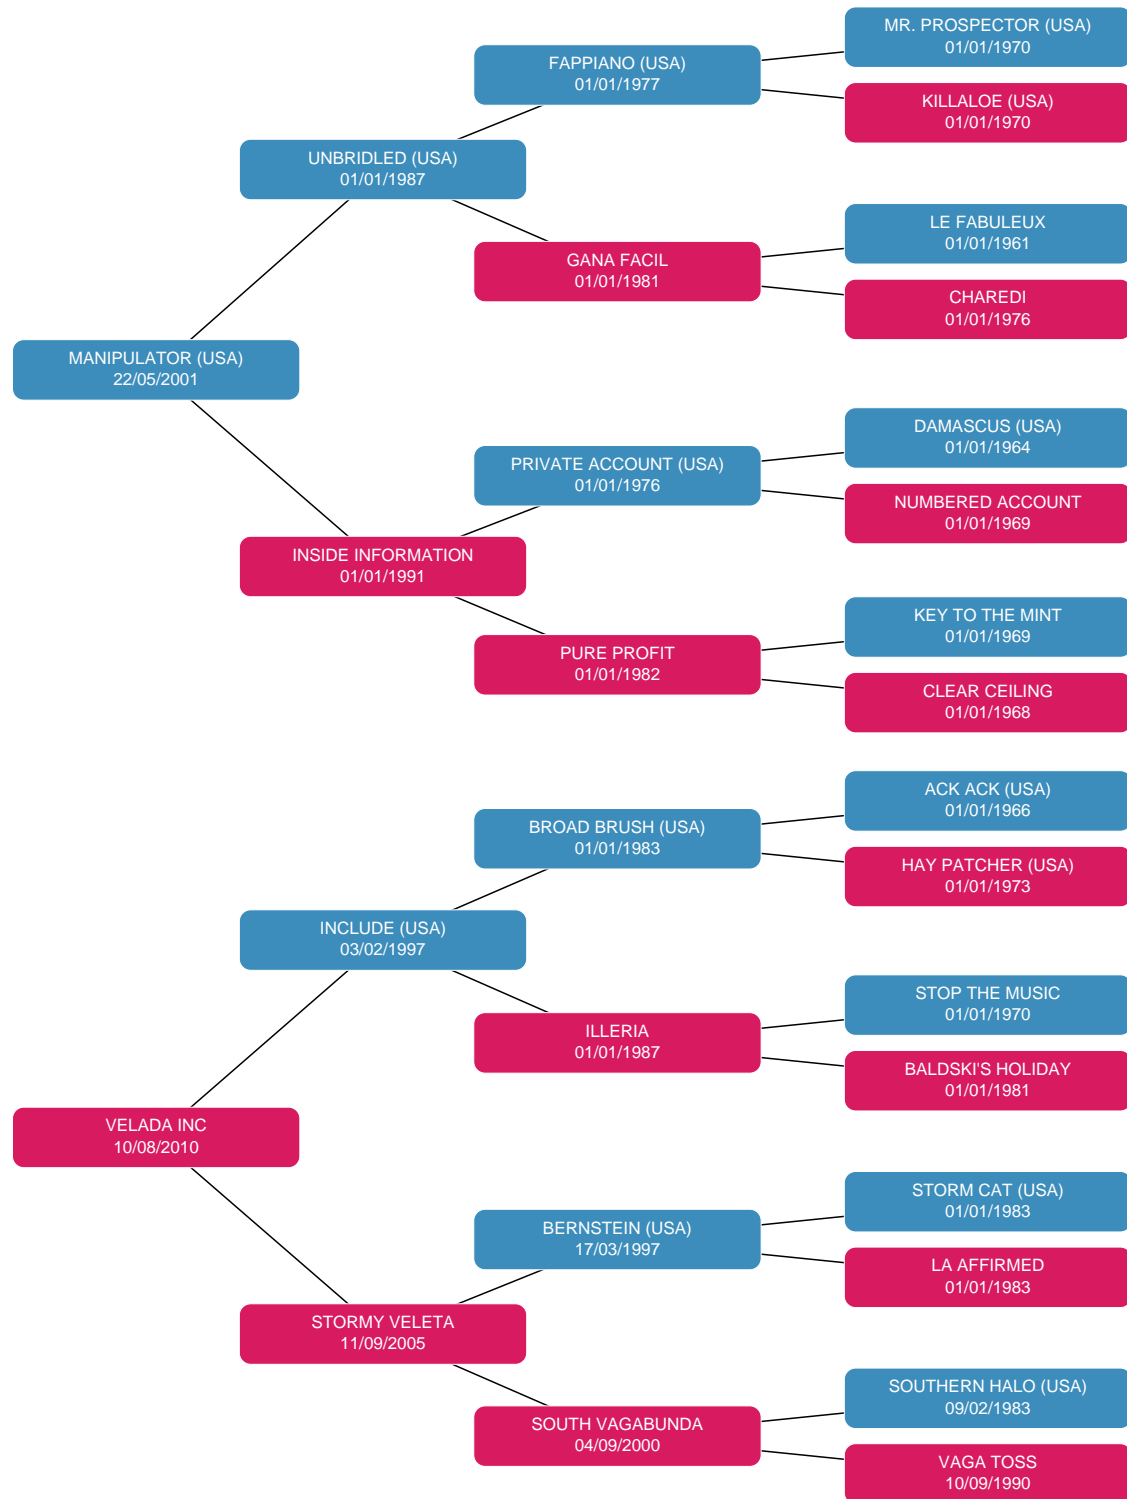 MR. PROSPECTOR (USA)
01/01/1970
FAPPIANO (USA)
01/01/1977
KILLALOE (USA)
01/01/1970
UNBRIDLED (USA)
01/01/1987
LE FABULEUX
01/01/1961
GANA FACIL
01/01/1981
CHAREDI
01/01/1976
MANIPULATOR (USA)
22/05/2001
DAMASCUS (USA)
01/01/1964
PRIVATE ACCOUNT (USA)
01/01/1976
NUMBERED ACCOUNT
01/01/1969
INSIDE INFORMATION
01/01/1991
KEY TO THE MINT
01/01/1969
PURE PROFIT
01/01/1982
CLEAR CEILING
01/01/1968
ACK ACK (USA)
01/01/1966
BROAD BRUSH (USA)
01/01/1983
HAY PATCHER (USA)
01/01/1973
INCLUDE (USA)
03/02/1997
STOP THE MUSIC
01/01/1970
ILLERIA
01/01/1987
BALDSKI'S HOLIDAY
01/01/1981
VELADA INC
10/08/2010
STORM CAT (USA)
01/01/1983
BERNSTEIN (USA)
17/03/1997
LA AFFIRMED
01/01/1983
STORMY VELETA
11/09/2005
SOUTHERN HALO (USA)
09/02/1983
SOUTH VAGABUNDA
04/09/2000
VAGA TOSS
10/09/1990